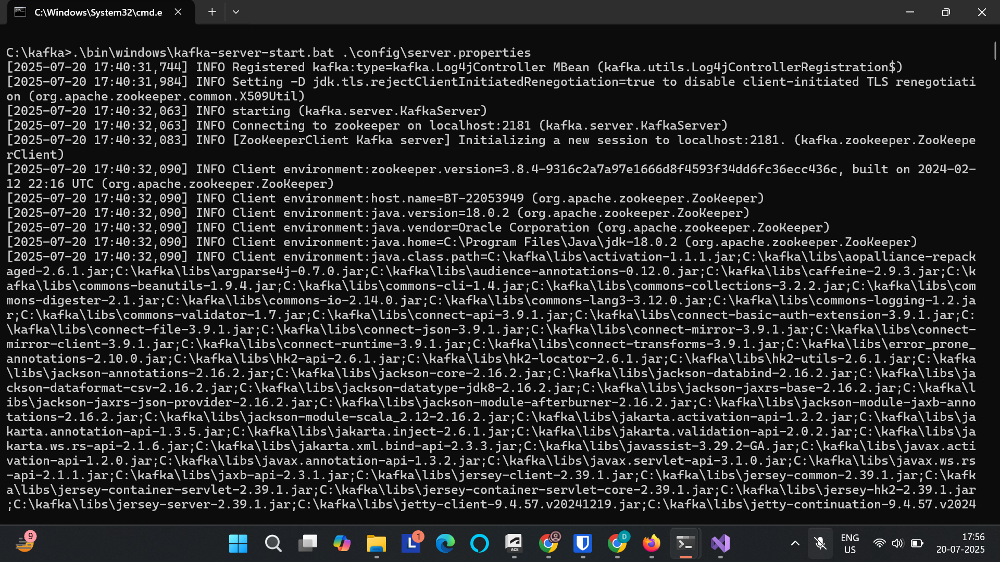 C:\Windows\System32\cmd.e
C:\kafka>.\bin\windows\kafka-server-start.bat .\config\server.properties
[2025-07-20 17:40:31,744] INFO Registered kafka:type=kafka.Log4jController MBean (kafka.utils.Log4jControllerRegistration$)
[2025-07-20 17:40:31,984] INFO Setting -D jdk.tls.rejectClientInitiatedRenegotiation=true to disable client-initiated TLS renegotiati
on (org.apache.zookeeper.common.X509Util)
[2025-07-20 17:40:32,063] INFO starting (kafka.server.KafkaServer)
[2025-07-20 17:40:32,063] INFO Connecting to zookeeper on localhost:2181 (kafka.server.KafkaServer)
[2025-07-20 17:40:32,083] INFO [ZooKeeperClient Kafka server] Initializing a new session to localhost:2181. (kafka.zookeeper.ZooKeepe
rClient)
[2025-07-20 17:40:32,090] INFO Client environment:zookeeper.version=3.8.4-9316c2a7a97e1666d8f4593f34dd6fc36ecc436c, built on 2024-02-
12 22:16 UTC (org.apache.zookeeper.ZooKeeper)
[2025-07-20 17:40:32,090] INFO Client environment:host.name=BT-22053949 (org.apache.zookeeper.ZooKeeper)
[2025-07-20 17:40:32,090] INFO Client environment:java.version=18.0.2 (org.apache.zookeeper.ZooKeeper)
[2025-07-20 17:40:32,090] INFO Client environment:java.vendor=Oracle Corporation (org.apache.zookeeper.ZooKeeper)
[2025-07-20 17:40:32,090] INFO Client environment:java.home=C:\Program Files\Java\jdk-18.0.2 (org.apache.zookeeper.ZooKeeper)
[2025-07-20 17:40:32,090] INFO Client environment:java.class.path=C:\kafka\libs\activation-1.1.1.jar;C:\kafka\libs\aopalliance-repack
aged-2.6.1.jar;C:\kafka\libs\argparse4j-0.7.0.jar;C:\kafka\libs\audience-annotations-0.12.0.jar;C:\kafka\libs\caffeine-2.9.3.jar;C:\k
afka\libs\commons-beanutils-1.9.4.jar;C:\kafka\libs\commons-cli-1.4.jar;C:\kafka\libs\commons-collections-3.2.2.jar;C:\kafka\libs\com
mons-digester-2.1.jar;C:\kafka\libs\commons-io-2.14.0.jar;C:\kafka\libs\commons-lang3-3.12.0.jar;C:\kafka\libs\commons-logging-1.2.ja
r;C:\kafka\libs\commons-validator-1.7.jar;C:\kafka\libs\connect-api-3.9.1.jar;C:\kafka\libs\connect-basic-auth-extension-3.9.1.jar;C:
\kafka\libs\connect-file-3.9.1.jar;C:\kafka\libs\connect-json-3.9.1.jar;C:\kafka\libs\connect-mirror-3.9.1.jar;C:\kafka\libs\connect-
mirror-client-3.9.1.jar;C:\kafka\libs\connect-runtime-3.9.1.jar;C:\kafka\libs\connect-transforms-3.9.1.jar;C:\kafka\libs\error_prone_
annotations-2.10.0.jar;C:\kafka\libs\hk2-api-2.6.1.jar;C:\kafka\libs\hk2-locator-2.6.1.jar;C:\kafka\libs\hk2-utils-2.6.1.jar;C:\kafka
\libs\jackson-annotations-2.16.2.jar;C:\kafka\libs\jackson-core-2.16.2.jar;C:\kafka\libs\jackson-databind-2.16.2.jar;C:\kafka\libs\ja
ckson-dataformat-csv-2.16.2.jar;C:\kafka\libs\jackson-datatype-jdk8-2.16.2.jar;C:\kafka\libs\jackson-jaxrs-base-2.16.2.jar;C:\kafka\l
ibs\jackson-jaxrs-json-provider-2.16.2.jar;C:\kafka\libs\jackson-module-afterburner-2.16.2.jar;C:\kafka\libs\jackson-module-jaxb-anno
tations-2.16.2.jar;C:\kafka\libs\jackson-module-scala_2.12-2.16.2.jar;C:\kafka\libs\jakarta.activation-api-1.2.2.jar;C:\kafka\libs\ja
karta.annotation-api-1.3.5.jar;C:\kafka\libs\jakarta.inject-2.6.1.jar;C:\kafka\libs\jakarta.validation-api-2.0.2.jar;C:\kafka\libs\ja
karta.ws.rs-api-2.1.6.jar;C:\kafka\libs\jakarta.xml.bind-api-2.3.3.jar;C:\kafka\libs\javassist-3.29.2-GA.jar;C:\kafka\libs\javax.acti
vation-api-1.2.0.jar;C:\kafka\libs\javax.annotation-api-1.3.2.jar;C:\kafka\libs\javax.servlet-api-3.1.0.jar;C:\kafka\libs\javax.ws.rs
-api-2.1.1.jar;C:\kafka\libs\jaxb-api-2.3.1.jar;C:\kafka\libs\jersey-client-2.39.1.jar;C:\kafka\libs\jersey-common-2.39.1.jar;C:\kafk
a\libs\jersey-container-servlet-2.39.1.jar;C:\kafka\libs\jersey-container-servlet-core-2.39.1.jar;C:\kafka\libs\jersey-hk2-2.39.1.jar
;C:\kafka\libs\jersey-server-2.39.1.jar;C:\kafka\libs\jetty-client-9.4.57.v20241219.jar;C:\kafka\libs\jetty-continuation-9.4.57.v2024
9
L 1
ACS
D
ENG
US
17:56
20-07-2025